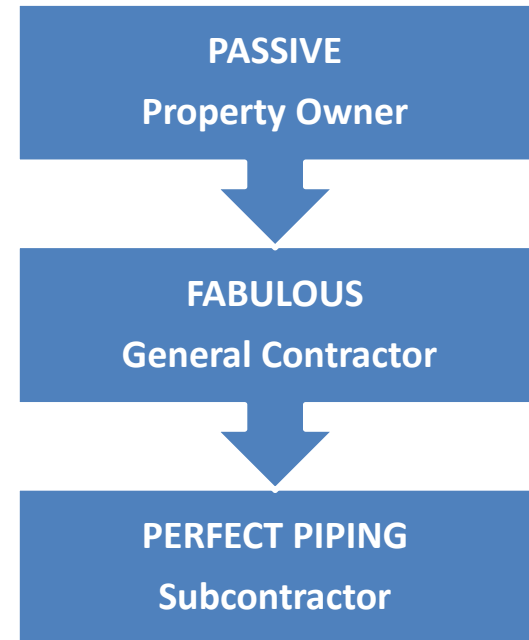 PASSIVE
Property Owner
FABULOUS
General Contractor
PERFECT PIPING
Subcontractor